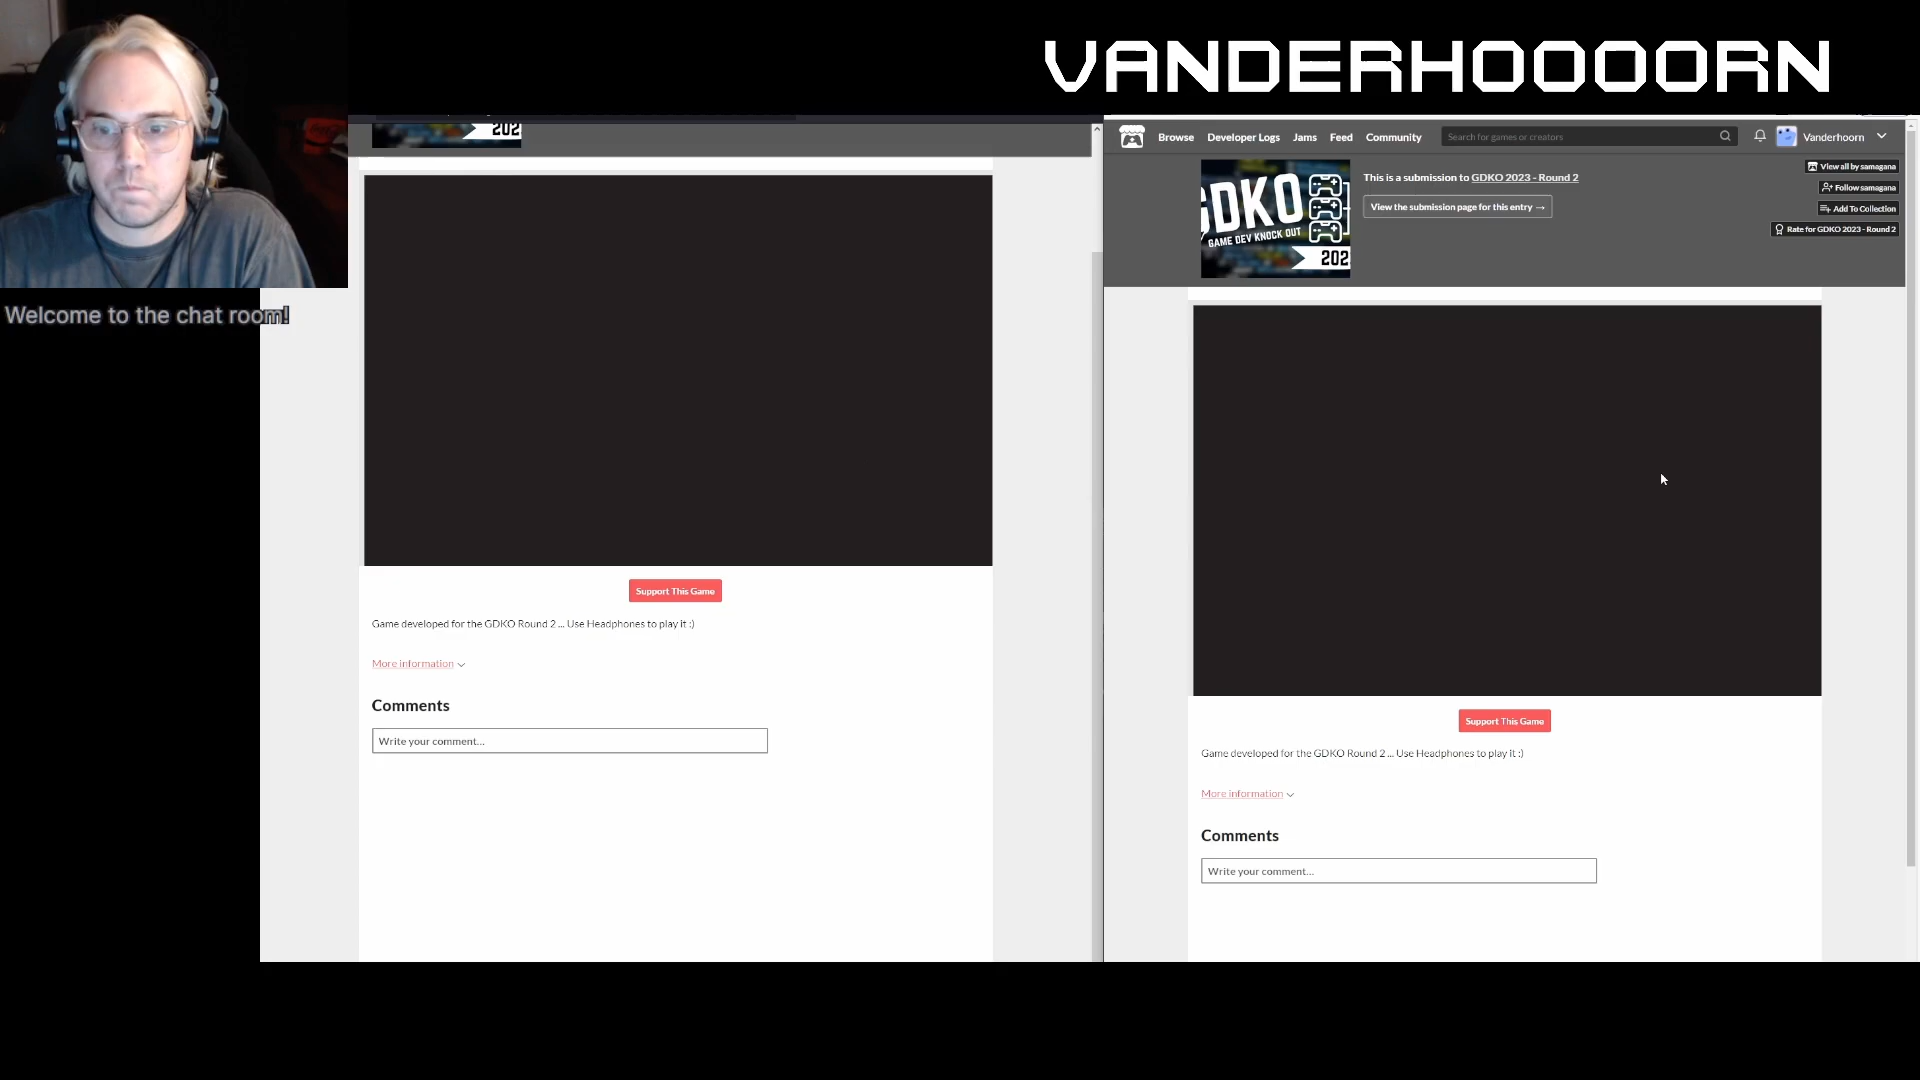 VANDERHOOOORN
Welcome to the chat room!
202
Support This Game
Game developed for the GDKO Round 2 ... Use Headphones to play it :)
More information
Comments
Write your comment...
Browse Developer Logs Jams Feed Community Search for games or creators Vanderhoorn
GDKO
GAME DEV KNOCK OUT
202
This is a submission to GDKO 2023 - Round 2
View the submission page for this entry →
View all by samagana
Follow samagana
Add To Collection
Rate for GDKO 2023 - Round 2
Support This Game
Game developed for the GDKO Round 2 ... Use Headphones to play it :)
More information
Comments
Write your comment...